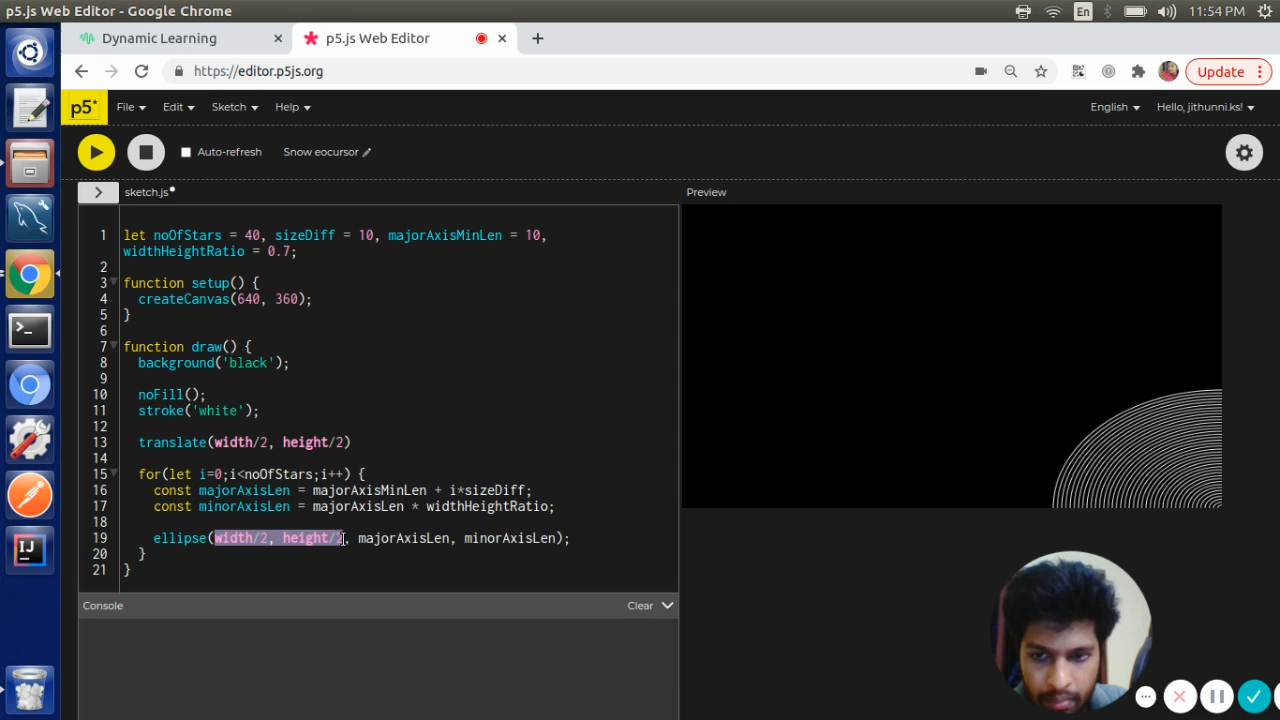 p5.js Web Editor - Google Chrome
En
11:54 PM
Dynamic Learning
p5.js Web Editor
https://editor.p5js.org
Update
p5*
File
Edit
Sketch
Help
English
Hello, jithunni.ks!
Auto-refresh
Show eocursor
sketch.js
Preview
1 let noOfStars = 40, sizeDiff = 10, majorAxisMinLen = 10,
widthHeightRatio = 0.7;
2
3 function setup() {
4 createCanvas(640, 360);
5 }
6
7 function draw() {
8 background('black');
9
10 noFill();
11 stroke('white');
12
13 translate(width/2, height/2)
14
15 for(let i=0;i<noOfStars;i++) {
16 const majorAxisLen = majorAxisMinLen + i*sizeDiff;
17 const minorAxisLen = majorAxisLen * widthHeightRatio;
18
19 ellipse(width/2, height/2, majorAxisLen, minorAxisLen);
20 }
21 }
Console
Clear
IJ